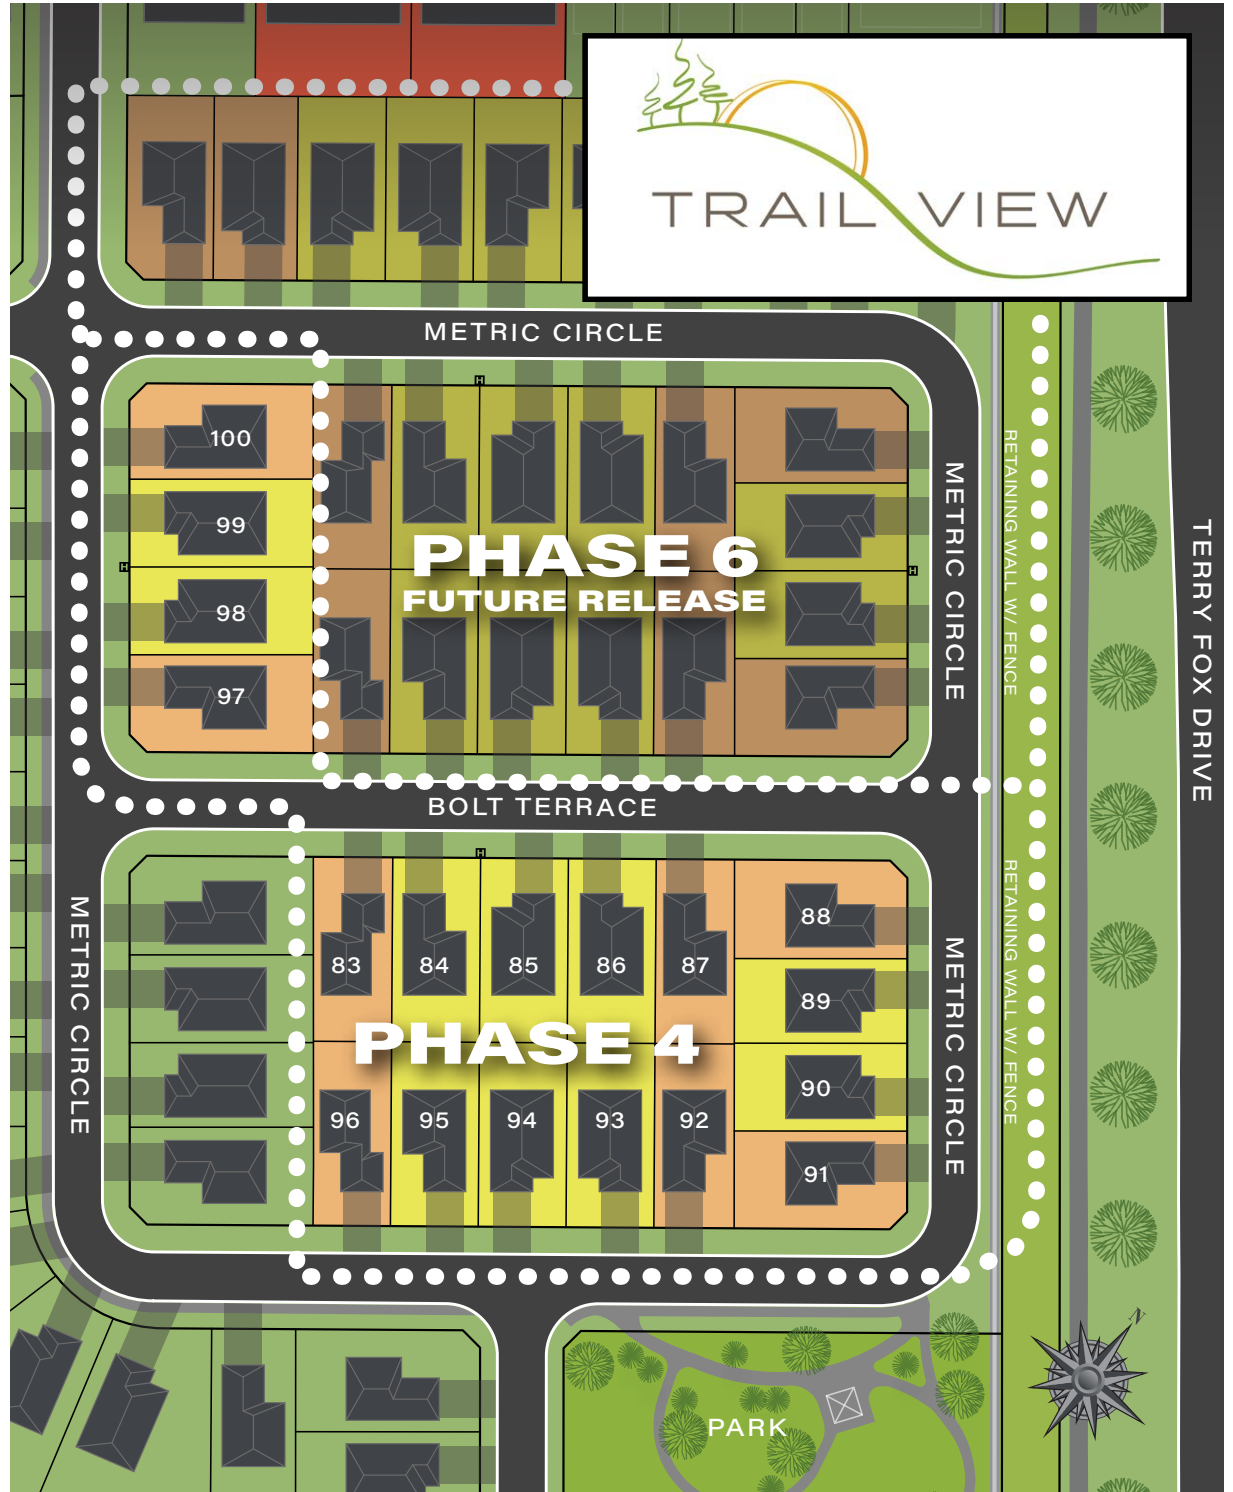 TRAIL VIEW
METRIC CIRCLE
100
99
98
97
PHASE 6
FUTURE RELEASE
METRIC CIRCLE
RETAINING WALL W/ FENCE
TERRY FOX DRIVE
BOLT TERRACE
METRIC CIRCLE
83
84
85
86
87
88
89
90
91
PHASE 4
96
95
94
93
92
METRIC CIRCLE
RETAINING WALL W/ FENCE
H
H
H
H
N
PARK